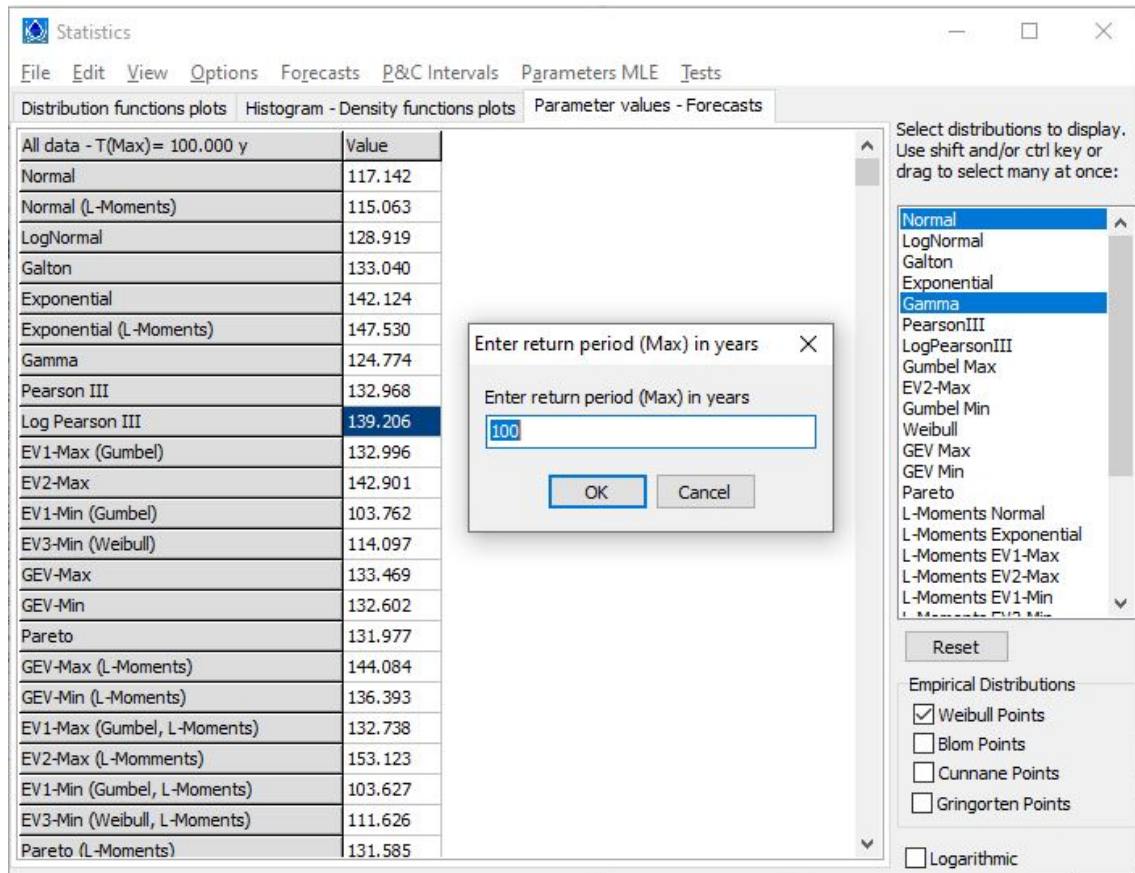 Statistics
File Edit View Options Forecasts P&C Intervals Parameters MLE Tests
Distribution functions plots Histogram - Density functions plots Parameter values - Forecasts
All data - T(Max)= 100.000 y Value
Normal 117.142
Normal (L-Moments) 115.063
LogNormal 128.919
Galton 133.040
Exponential 142.124
Exponential (L-Moments) 147.530
Gamma 124.774
Pearson III 132.968
Log Pearson III 139.206
EV1-Max (Gumbel) 132.996
EV2-Max 142.901
EV1-Min (Gumbel) 103.762
EV3-Min (Weibull) 114.097
GEV-Max 133.469
GEV-Min 132.602
Pareto 131.977
GEV-Max (L-Moments) 144.084
GEV-Min (L-Moments) 136.393
EV1-Max (Gumbel, L-Moments) 132.738
EV2-Max (L-Momments) 153.123
EV1-Min (Gumbel, L-Moments) 103.627
EV3-Min (Weibull, L-Moments) 111.626
Pareto (L-Moments) 131.585
Enter return period (Max) in years
Enter return period (Max) in years
100
OK Cancel
Select distributions to display.
Use shift and/or ctrl key or
drag to select many at once:
Normal
LogNormal
Galton
Exponential
Gamma
PearsonIII
LogPearsonIII
Gumbel Max
EV2-Max
Gumbel Min
Weibull
GEV Max
GEV Min
Pareto
L-Moments Normal
L-Moments Exponential
L-Moments EV1-Max
L-Moments EV2-Max
L-Moments EV1-Min
Reset
Empirical Distributions
Weibull Points
Blom Points
Cunnane Points
Gringorten Points
Logarithmic